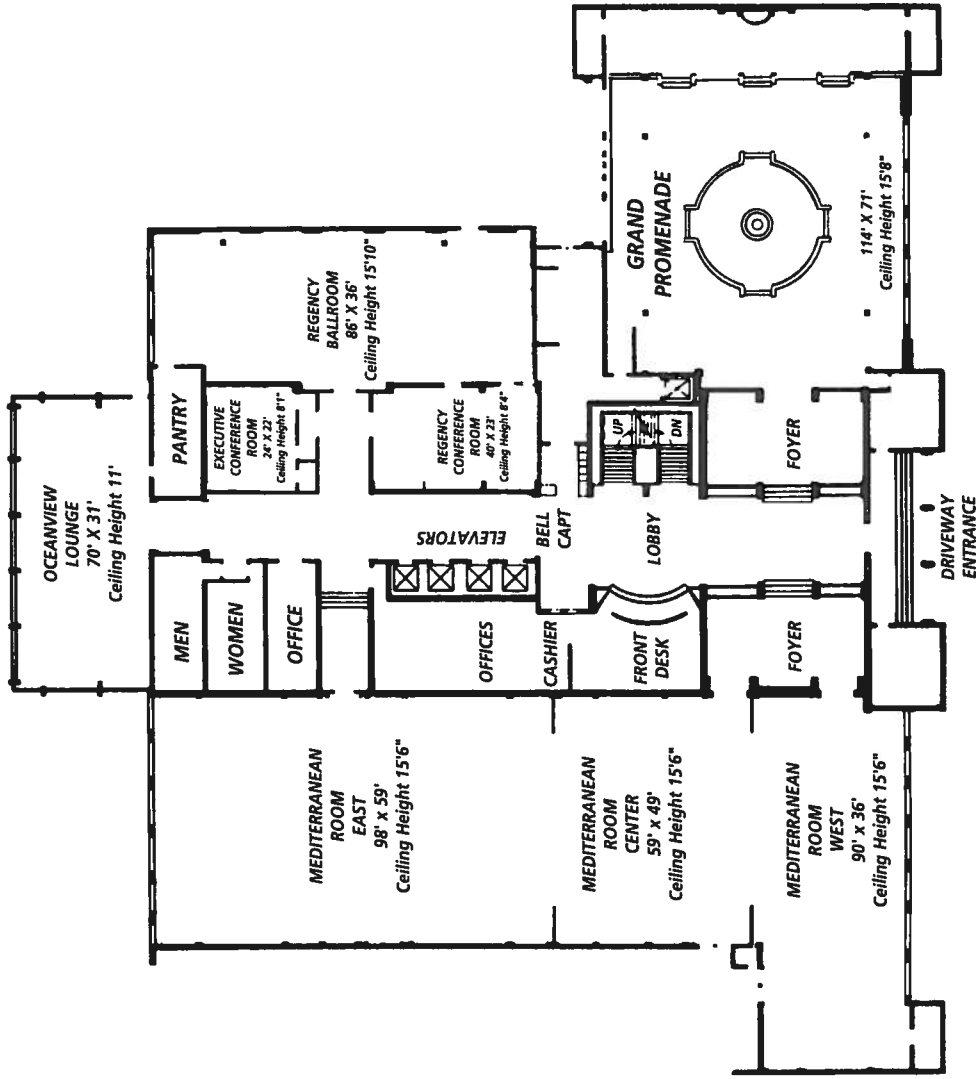 OCEANVIEW
LOUNGE
70' X 31'
Ceiling Height 11'
MEN
WOMEN
OFFICE
PANTRY
EXECUTIVE
CONFERENCE
ROOM
24' X 22'
Ceiling Height 8'1"
REGENCY
BALLROOM
86' X 36'
Ceiling Height 15'10"
REGENCY
CONFERENCE
ROOM
40' X 23'
Ceiling Height 8'4"
ELEVATORS
BELL
CAPT
OFFICES
CASHIER
FRONT
DESK
LOBBY
UP
DN
FOYER
FOYER
GRAND
PROMENADE
114' X 71'
Ceiling Height 15'8"
DRIVEWAY
ENTRANCE
MEDITERRANEAN
ROOM
EAST
98' x 59'
Ceiling Height 15'6"
MEDITERRANEAN
ROOM
CENTER
59' x 49'
Ceiling Height 15'6"
MEDITERRANEAN
ROOM
WEST
90' x 36'
Ceiling Height 15'6"